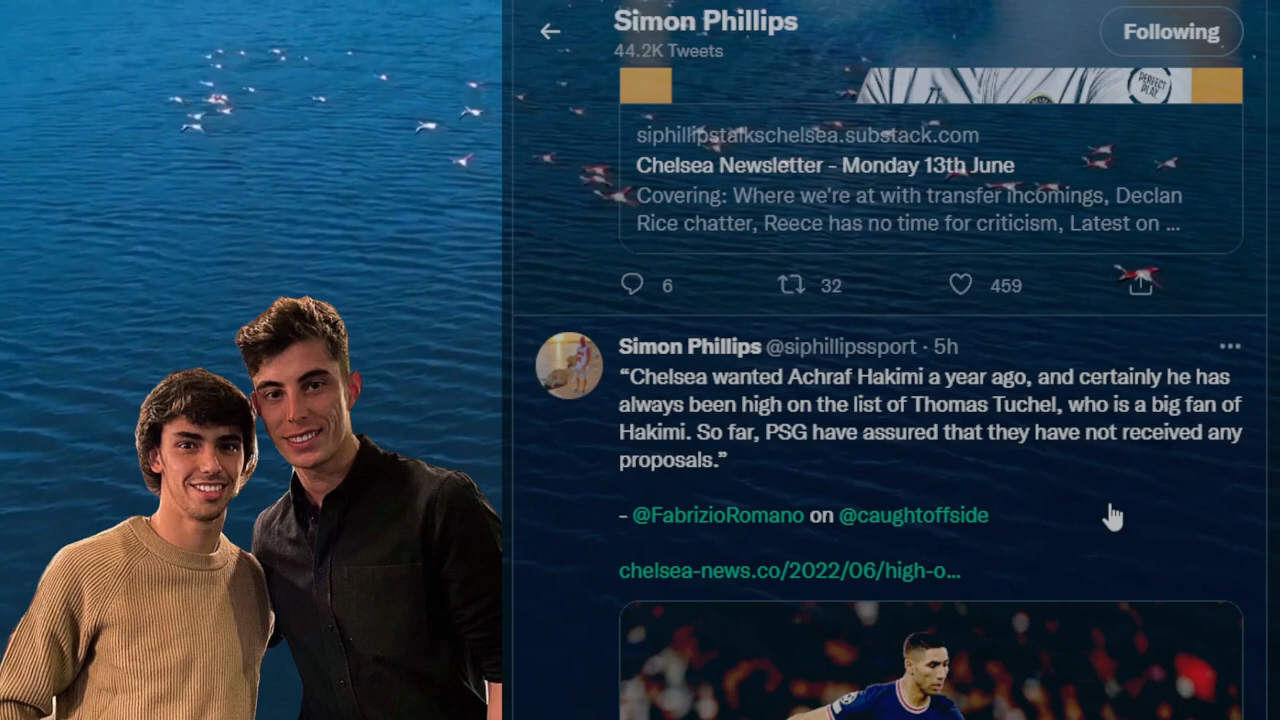 Simon Phillips
44.2K Tweets
Following
PERFECT
PLAY
siphillipstalkschelsea.substack.com
Chelsea Newsletter - Monday 13th June
Covering: Where we're at with transfer incomings, Declan
Rice chatter, Reece has no time for criticism, Latest on ...
6 32 459
Simon Phillips @siphillipssport · 5h
“Chelsea wanted Achraf Hakimi a year ago, and certainly he has
always been high on the list of Thomas Tuchel, who is a big fan of
Hakimi. So far, PSG have assured that they have not received any
proposals.”
- @FabrizioRomano on @caughtoffside
chelsea-news.co/2022/06/high-o...